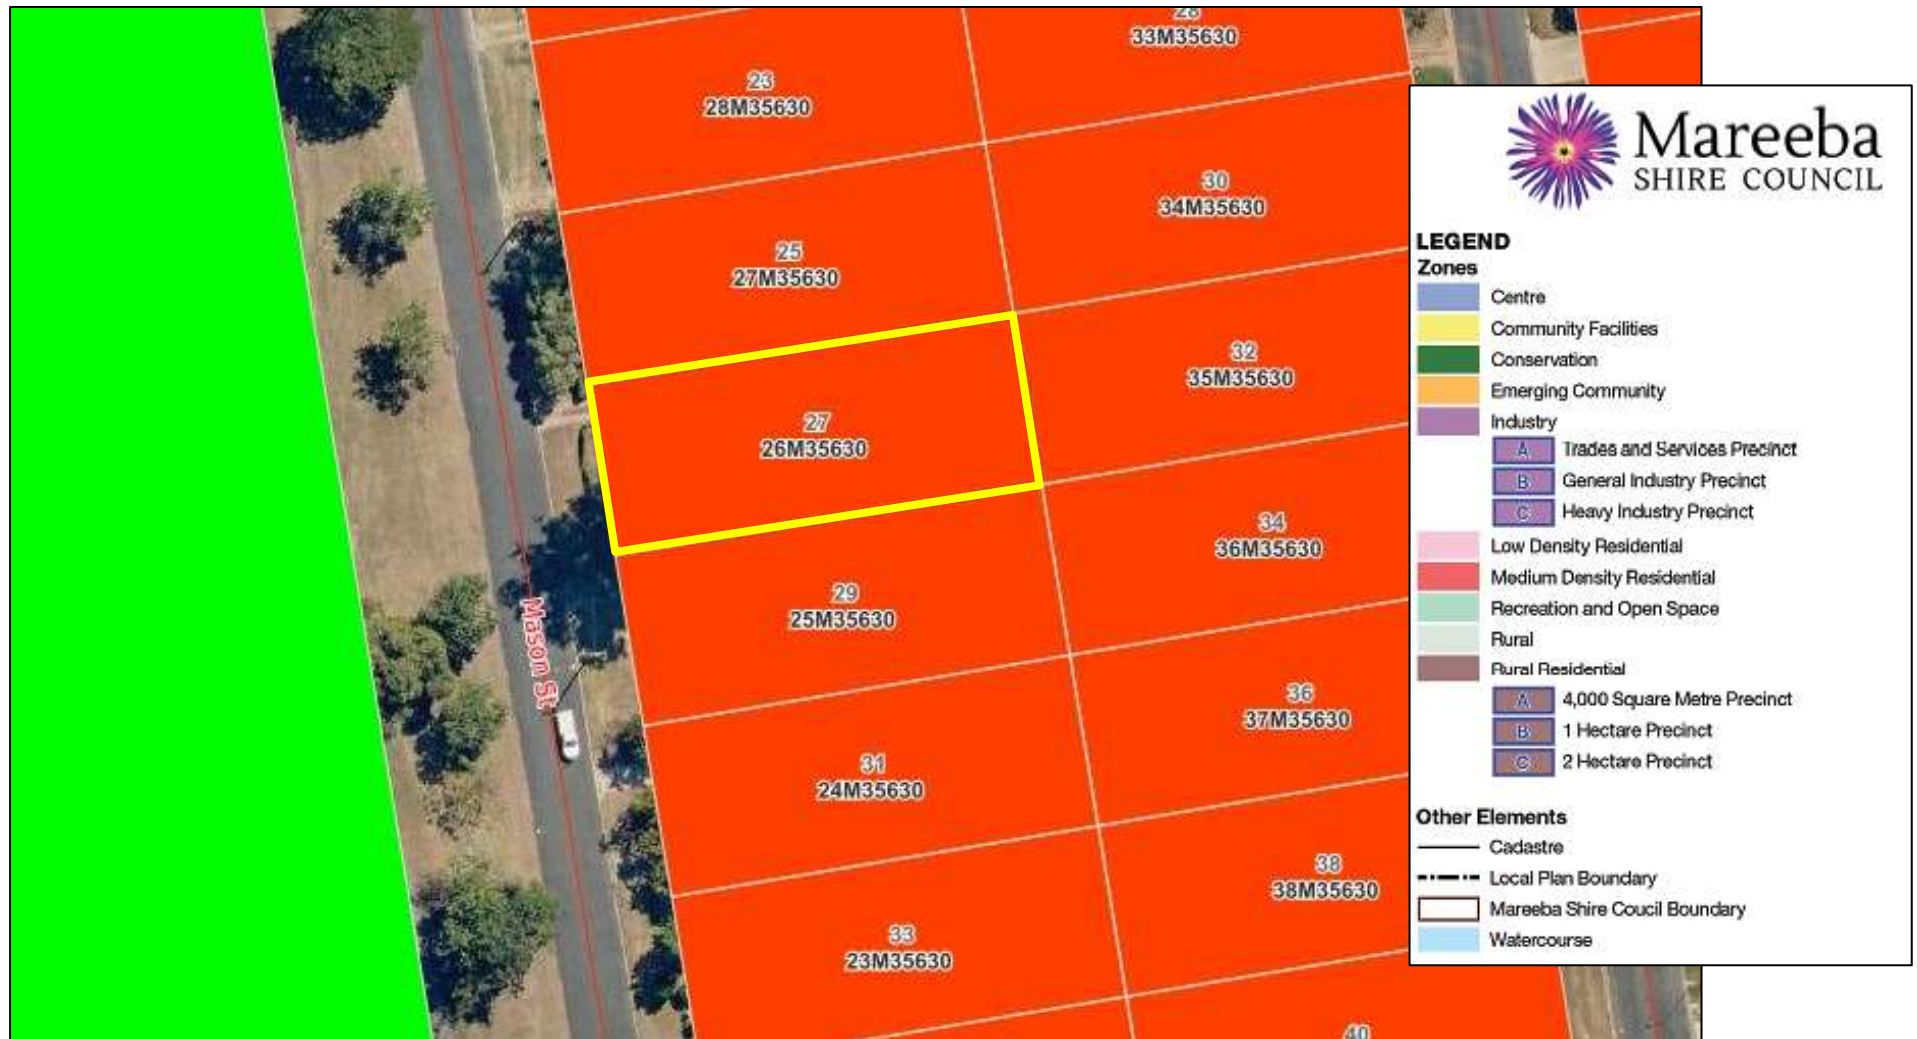 28
33M35630
23
28M35630
30
34M35630
25
27M35630
32
35M35630
27
26M35630
34
36M35630
29
25M35630
Mason St
36
37M35630
31
24M35630
38
38M35630
33
23M35630
40
Mareeba
SHIRE COUNCIL
LEGEND
Zones
Centre
Community Facilities
Conservation
Emerging Community
Industry
A Trades and Services Precinct
B General Industry Precinct
C Heavy Industry Precinct
Low Density Residential
Medium Density Residential
Recreation and Open Space
Rural
Rural Residential
A 4,000 Square Metre Precinct
B 1 Hectare Precinct
C 2 Hectare Precinct
Other Elements
Cadastre
Local Plan Boundary
Mareeba Shire Coucil Boundary
Watercourse